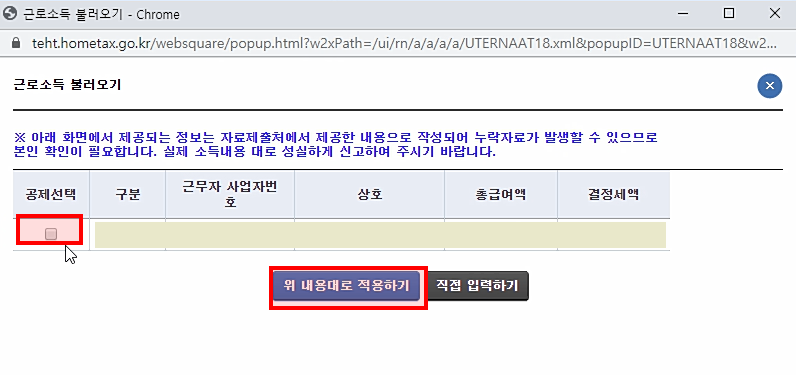 근로소득 불러오기 - Chrome
teht.hometax.go.kr/websquare/popup.html?w2xPath=/ui/rn/a/a/a/a/UTERNAAT18.xml&popupID=UTERNAAT18&w2...
근로소득 불러오기
※ 아래 화면에서 제공되는 정보는 자료제출처에서 제공한 내용으로 작성되어 누락자료가 발생할 수 있으므로
본인 확인이 필요합니다. 실제 소득내용 대로 성실하게 신고하여 주시기 바랍니다.
공제선택 구분 근무자 사업자번호 상호 총급여액 결정세액
위 내용대로 적용하기 직접 입력하기